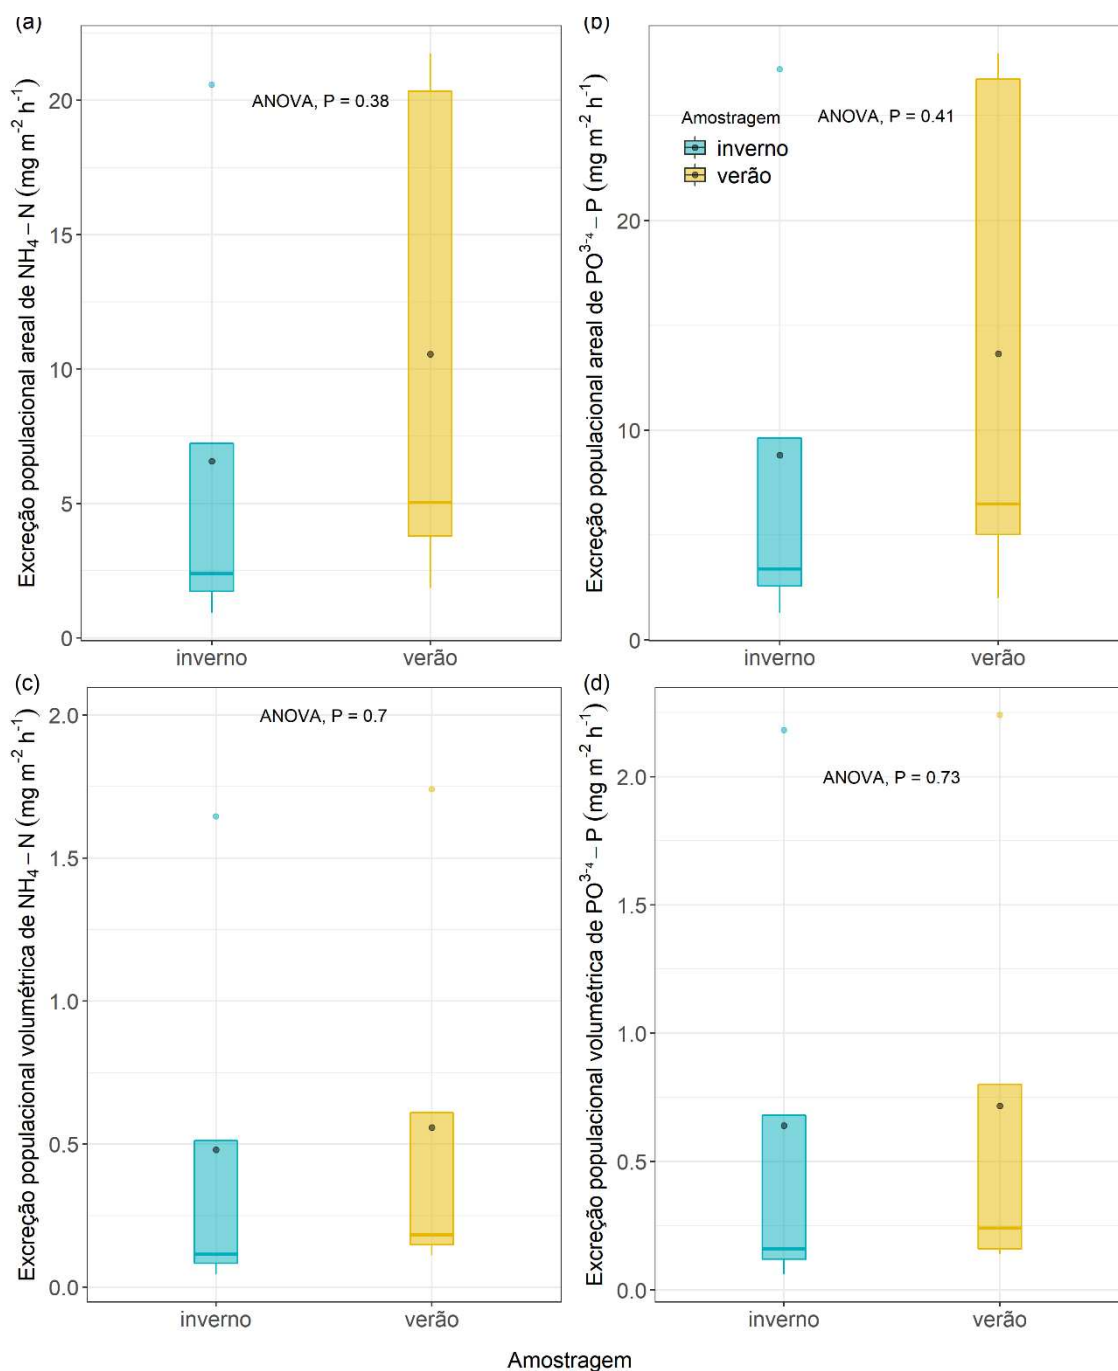 (a)
Excreção populacional areal de NH₄ – N (mg m⁻² h⁻¹)
20
15
10
5
0
ANOVA, P = 0.38
inverno
verão
(b)
Excreção populacional areal de PO³⁻⁴ – P (mg m⁻² h⁻¹)
20
10
0
Amostragem
inverno
verão
ANOVA, P = 0.41
inverno
verão
(c)
Excreção populacional volumétrica de NH₄ – N (mg m⁻² h⁻¹)
2.0
1.5
1.0
0.5
0.0
ANOVA, P = 0.7
inverno
verão
(d)
Excreção populacional volumétrica de PO³⁻⁴ – P (mg m⁻² h⁻¹)
2.0
1.5
1.0
0.5
0.0
ANOVA, P = 0.73
inverno
verão
Amostragem